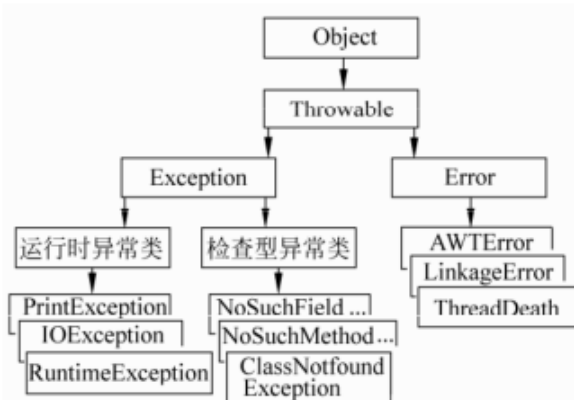 Object
Throwable
Exception
Error
运行时异常类
检查型异常类
AWTError
LinkageError
ThreadDeath
PrintException
IOException
RuntimeException
NoSuchField ...
NoSuchMethod ...
ClassNotfound
Exception